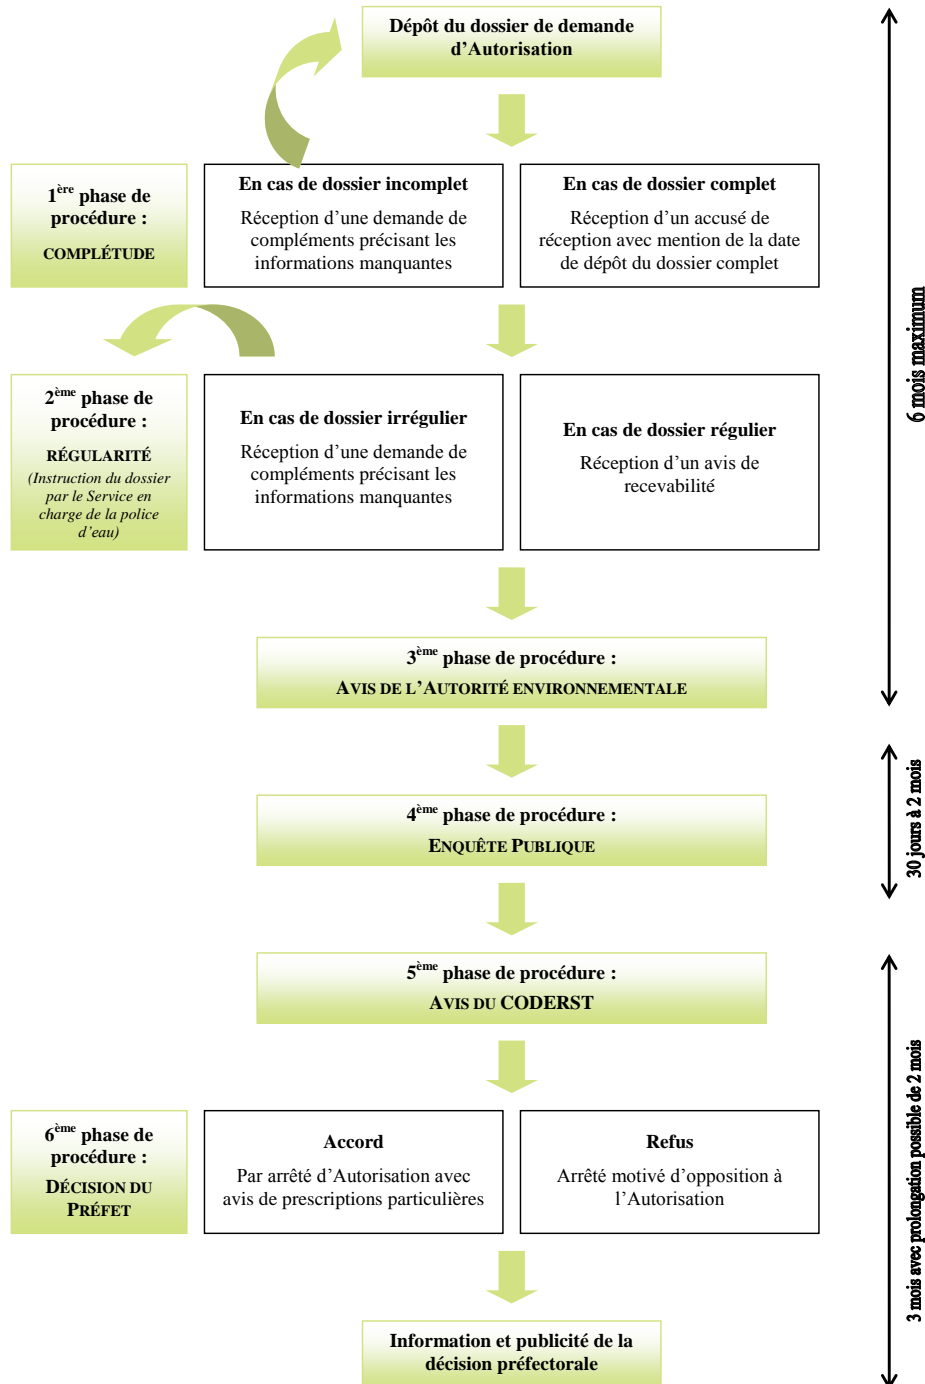 Dépôt du dossier de demande
d'Autorisation
1ère phase de
procédure :
COMPLÉTUDE
En cas de dossier incomplet
Réception d'une demande de
compléments précisant les
informations manquantes
En cas de dossier complet
Réception d'un accusé de
réception avec mention de la date
de dépôt du dossier complet
6 mois maximum
2ème phase de
procédure :
RÉGULARITÉ
(Instruction du dossier
par le Service en
charge de la police
d'eau)
En cas de dossier irrégulier
Réception d'une demande de
compléments précisant les
informations manquantes
En cas de dossier régulier
Réception d'un avis de
recevabilité
3ème phase de procédure :
AVIS DE L'AUTORITÉ ENVIRONNEMENTALE
4ème phase de procédure :
ENQUÊTE PUBLIQUE
30 jours à 2 mois
5ème phase de procédure :
AVIS DU CODERST
6ème phase de
procédure :
DÉCISION DU
PRÉFET
Accord
Par arrêté d'Autorisation avec
avis de prescriptions particulières
Refus
Arrêté motivé d'opposition à
l'Autorisation
3 mois avec prolongation possible de 2 mois
Information et publicité de la
décision préfectorale